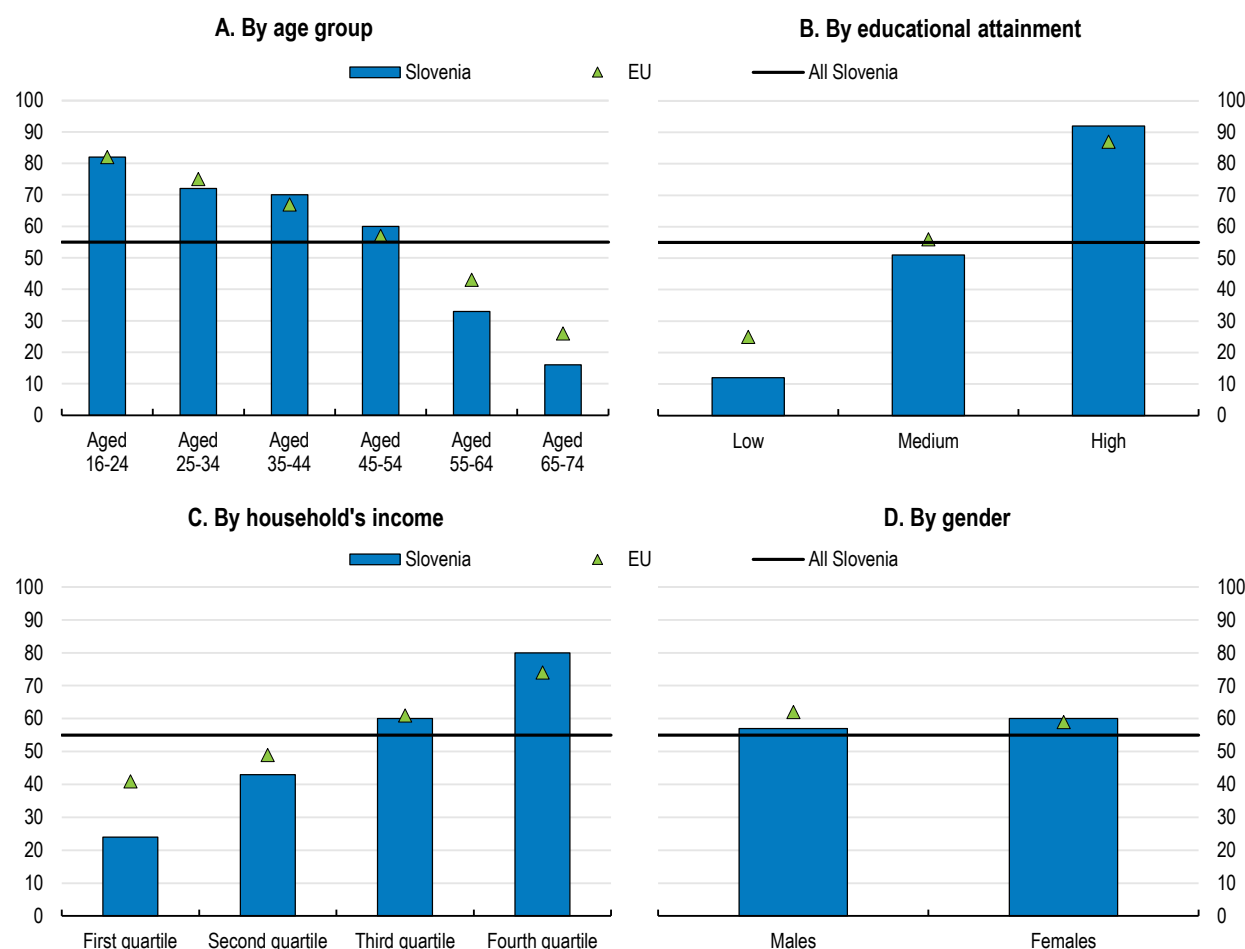 A. By age group
Slovenia EU All Slovenia
100
90
80
70
60
50
40
30
20
10
0
Aged 16-24
Aged 25-34
Aged 35-44
Aged 45-54
Aged 55-64
Aged 65-74
B. By educational attainment
100
90
80
70
60
50
40
30
20
10
0
Low Medium High
C. By household's income
Slovenia EU All Slovenia
100
90
80
70
60
50
40
30
20
10
0
First quartile Second quartile Third quartile Fourth quartile
D. By gender
100
90
80
70
60
50
40
30
20
10
0
Males Females